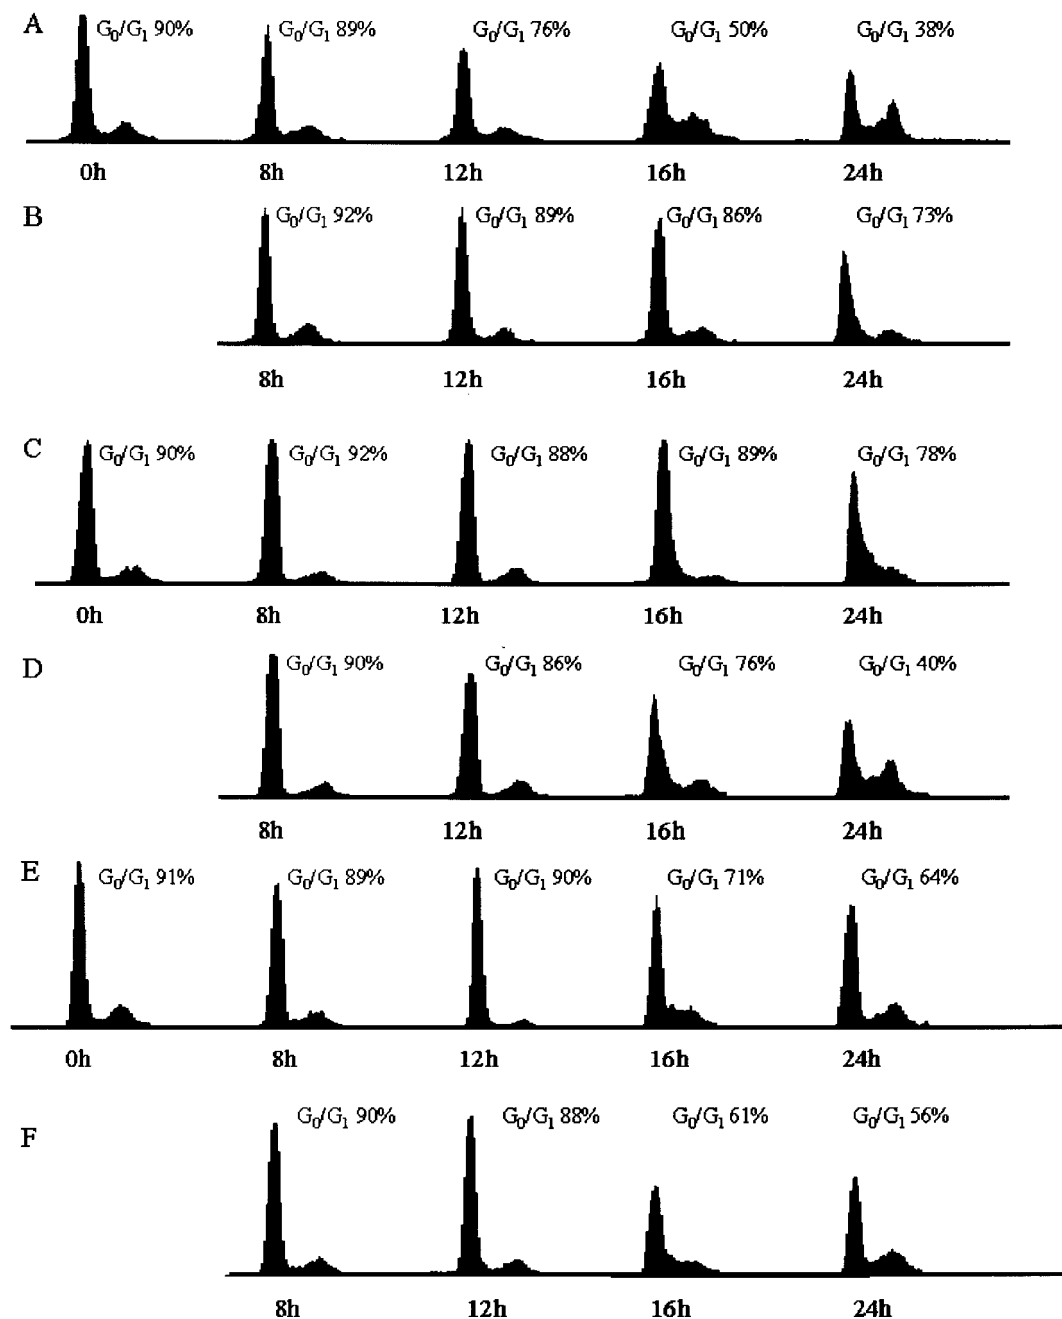 A G₀/G₁ 90% G₀/G₁ 89% G₀/G₁ 76% G₀/G₁ 50% G₀/G₁ 38%
0h 8h 12h 16h 24h
B G₀/G₁ 92% G₀/G₁ 89% G₀/G₁ 86% G₀/G₁ 73%
8h 12h 16h 24h
C G₀/G₁ 90% G₀/G₁ 92% G₀/G₁ 88% G₀/G₁ 89% G₀/G₁ 78%
0h 8h 12h 16h 24h
D G₀/G₁ 90% G₀/G₁ 86% G₀/G₁ 76% G₀/G₁ 40%
8h 12h 16h 24h
E G₀/G₁ 91% G₀/G₁ 89% G₀/G₁ 90% G₀/G₁ 71% G₀/G₁ 64%
0h 8h 12h 16h 24h
F G₀/G₁ 90% G₀/G₁ 88% G₀/G₁ 61% G₀/G₁ 56%
8h 12h 16h 24h